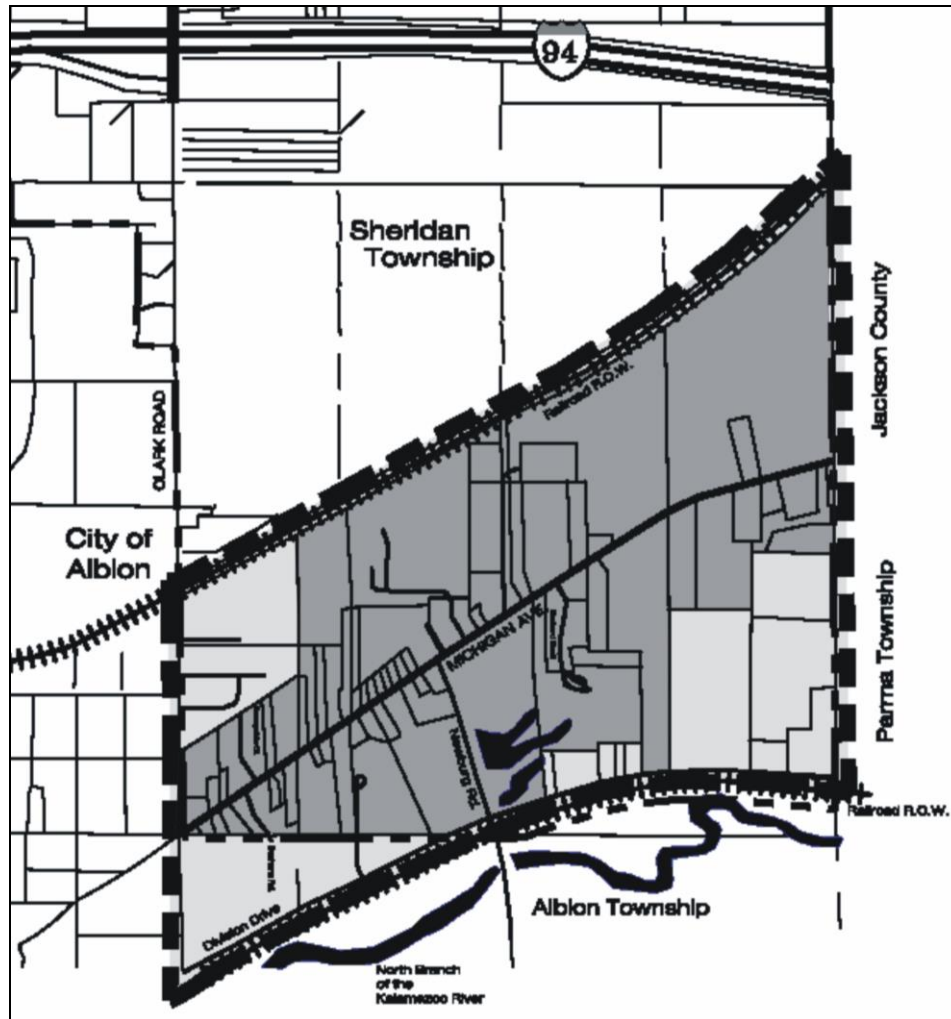 94
Sheridan
Township
Railroad R.O.W.
Jackson County
CLARK ROAD
City of
Albion
MICHIGAN AVE.
Parma Township
Newburg Rd.
Railroad R.O.W.
Division Drive
Albion Township
North Branch
of the
Kalamazoo River